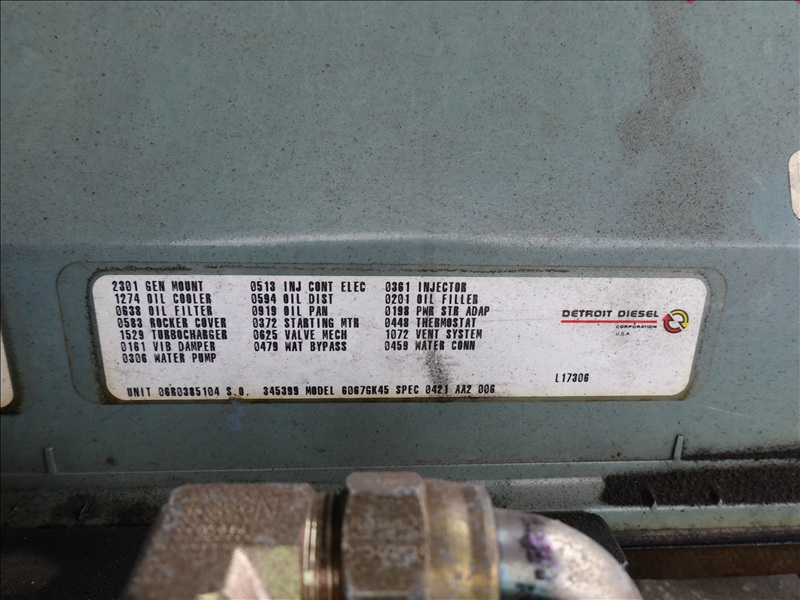 2301 GEN MOUNT 0513 INJ CONT ELEC 0361 INJECTOR
1274 OIL COOLER 0594 OIL DIST 0201 OIL FILLER
0638 OIL FILTER 0919 OIL PAN 0198 PWR STR ADAP
0583 ROCKER COVER 0372 STARTING MTR 0448 THERMOSTAT
1529 TURBOCHARGER 0625 VALVE MECH 1072 VENT SYSTEM
0161 VIB DAMPER 0479 WAT BYPASS 0459 WATER CONN
0306 WATER PUMP
DETROIT DIESEL
CORPORATION
U.S.A.
L17306
UNIT 06R0385104 S.O. 345399 MODEL 6067GK45 SPEC 0421 AA2 006